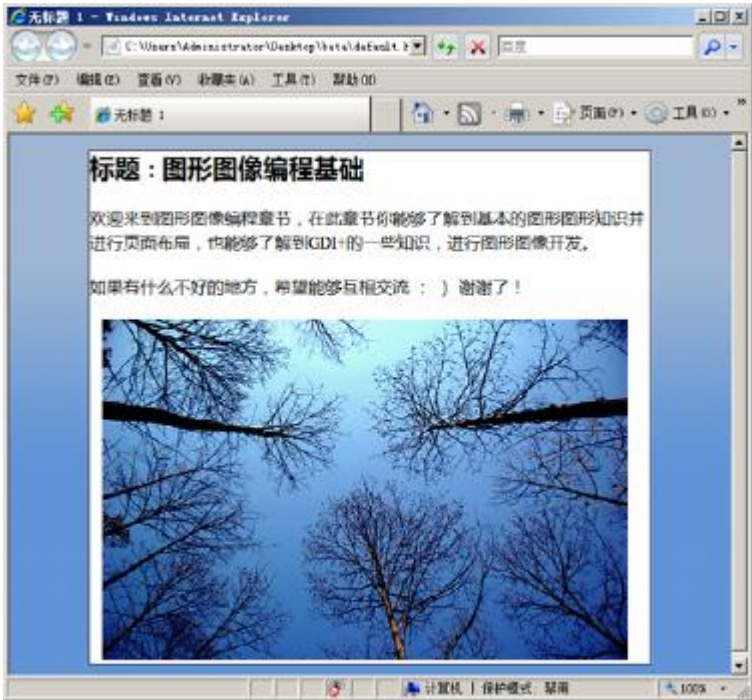 无标题 1 - Windows Internet Explorer
C:\Users\Administrator\Desktop\beta\default.h
百度
文件(F) 编辑(E) 查看(V) 收藏夹(A) 工具(T) 帮助(H)
无标题 1
页面(P) 工具(O)
标题：图形图像编程基础
欢迎来到图形图像编程章节，在此章节你能够了解到基本的图形图形知识并
进行页面布局，也能够了解到GDI+的一些知识，进行图形图像开发。
如果有什么不好的地方，希望能够互相交流 ： ）谢谢了！
计算机 | 保护模式: 禁用
100%